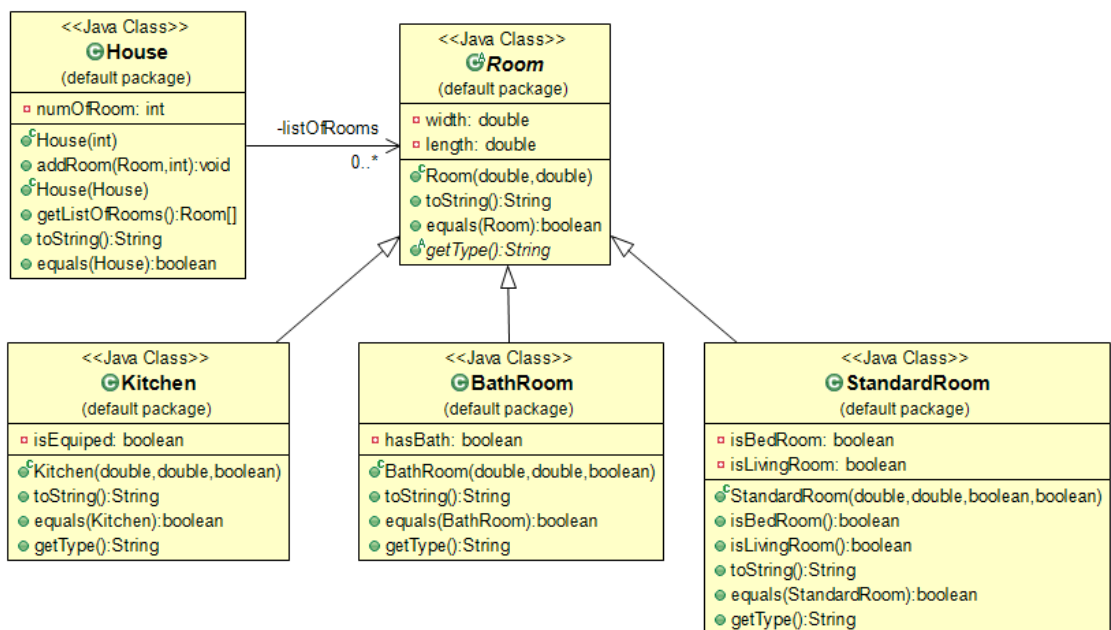 <<Java Class>>
House
(default package)
numOfRoom: int
House(int)
addRoom(Room,int):void
House(House)
getListOfRooms():Room[]
toString():String
equals(House):boolean
-listOfRooms
0..*
<<Java Class>>
Room
(default package)
width: double
length: double
Room(double,double)
toString():String
equals(Room):boolean
getType():String
<<Java Class>>
Kitchen
(default package)
isEquiped: boolean
Kitchen(double,double,boolean)
toString():String
equals(Kitchen):boolean
getType():String
<<Java Class>>
BathRoom
(default package)
hasBath: boolean
BathRoom(double,double,boolean)
toString():String
equals(BathRoom):boolean
getType():String
<<Java Class>>
StandardRoom
(default package)
isBedRoom: boolean
isLivingRoom: boolean
StandardRoom(double,double,boolean,boolean)
isBedRoom():boolean
isLivingRoom():boolean
toString():String
equals(StandardRoom):boolean
getType():String